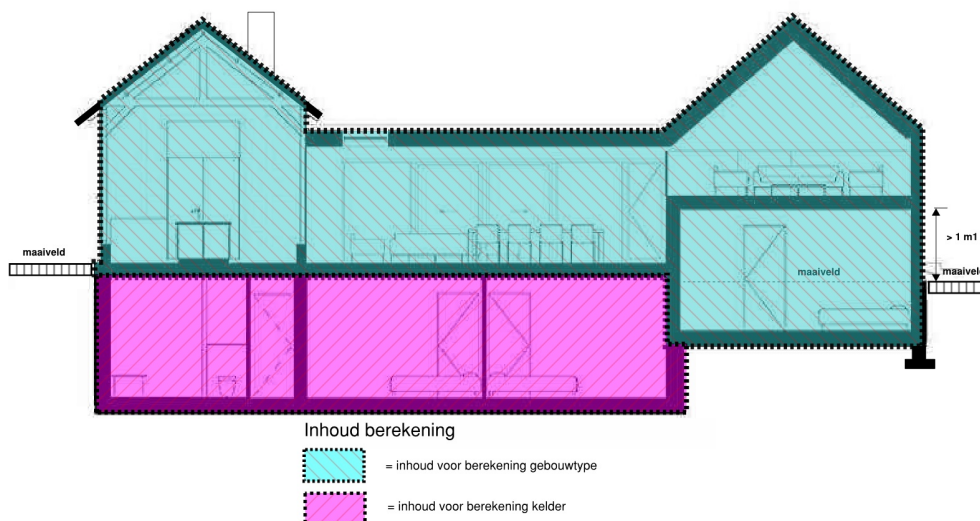 maaiveld
> 1 m1
maaiveld
maaiveld
Inhoud berekening
= inhoud voor berekening gebouwtype
= inhoud voor berekening kelder